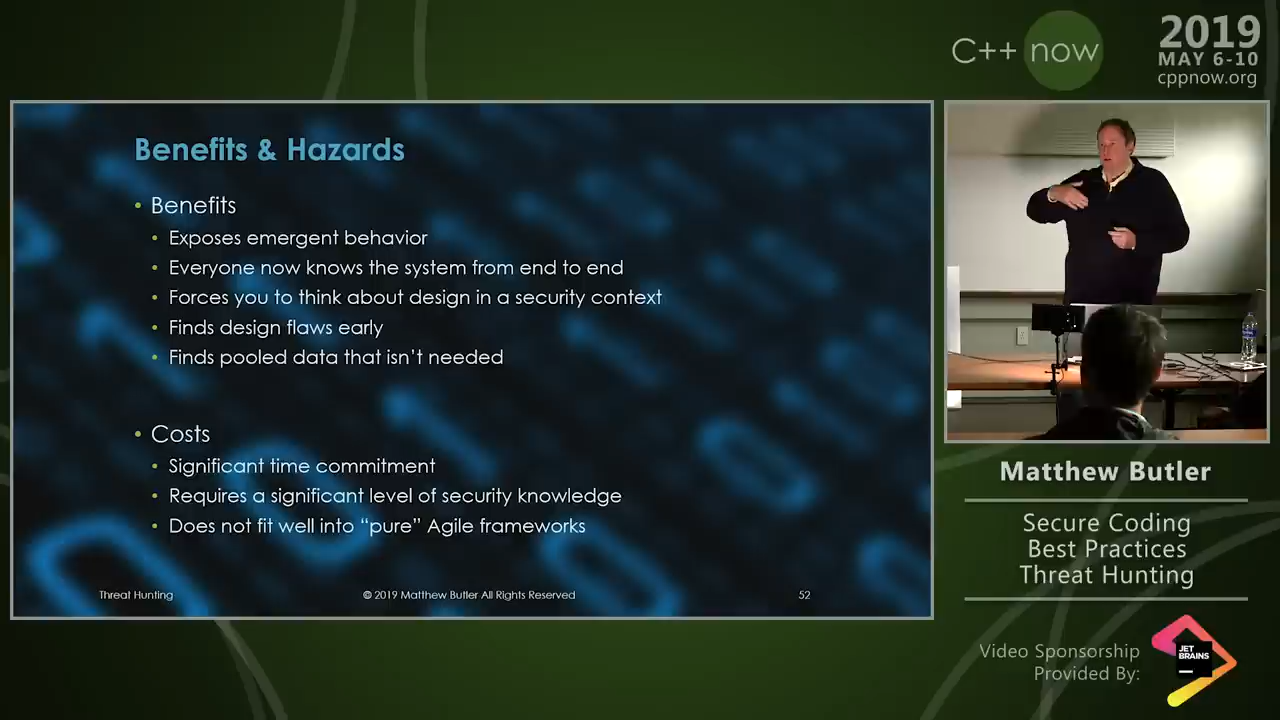 C++ now
2019
MAY 6-10
cppnow.org
Benefits & Hazards
• Benefits
• Exposes emergent behavior
• Everyone now knows the system from end to end
• Forces you to think about design in a security context
• Finds design flaws early
• Finds pooled data that isn't needed
• Costs
• Significant time commitment
• Requires a significant level of security knowledge
• Does not fit well into “pure” Agile frameworks
Threat Hunting © 2019 Matthew Butler All Rights Reserved 52
Matthew Butler
Secure Coding
Best Practices
Threat Hunting
Video Sponsorship
Provided By:
JET
BRAINS